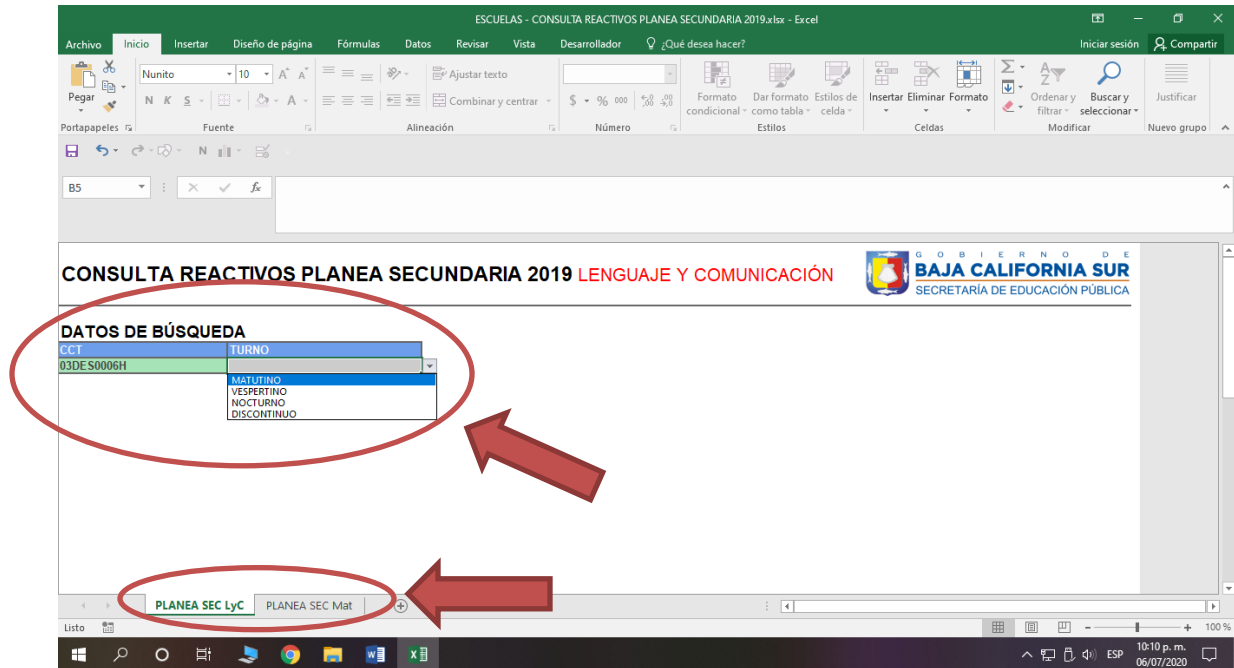 ESCUELAS - CONSULTA REACTIVOS PLANEA SECUNDARIA 2019.xlsx - Excel
Archivo Inicio Insertar Diseño de página Fórmulas Datos Revisar Vista Desarrollador ¿Qué desea hacer? Iniciar sesión Compartir
Pegar
Nunito 10 A A
N K S A
Ajustar texto
Combinar y centrar
$ % 000
Formato condicional
Dar formato como tabla
Estilos de celda
Insertar Eliminar Formato
Ordenar y filtrar
Buscar y seleccionar
Justificar
Portapapeles Fuente Alineación Número Estilos Celdas Modificar Nuevo grupo
N
B5 fx
CONSULTA REACTIVOS PLANEA SECUNDARIA 2019 LENGUAJE Y COMUNICACIÓN
GOBIERNO DE
BAJA CALIFORNIA SUR
SECRETARÍA DE EDUCACIÓN PÚBLICA
DATOS DE BÚSQUEDA
CCT TURNO
03DES0006H
MATUTINO
VESPERTINO
NOCTURNO
DISCONTINUO
PLANEA SEC LyC PLANEA SEC Mat
Listo 100 %
ESP 10:10 p. m.
06/07/2020